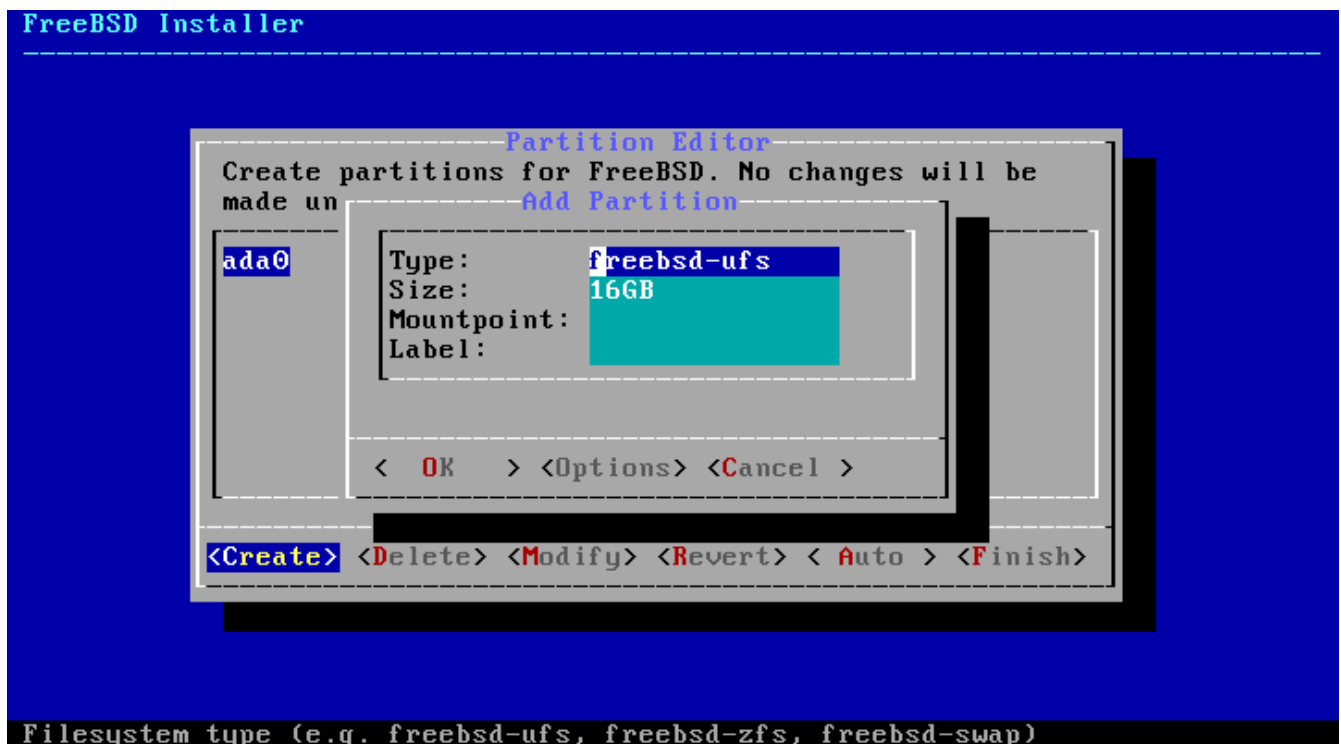 FreeBSD Installer
Partition Editor
Create partitions for FreeBSD. No changes will be
made un
Add Partition
ada0
Type: freebsd-ufs
Size: 16GB
Mountpoint:
Label:
< OK > <Options> <Cancel >
<Create> <Delete> <Modify> <Revert> < Auto > <Finish>
Filesystem type (e.g. freebsd-ufs, freebsd-zfs, freebsd-swap)